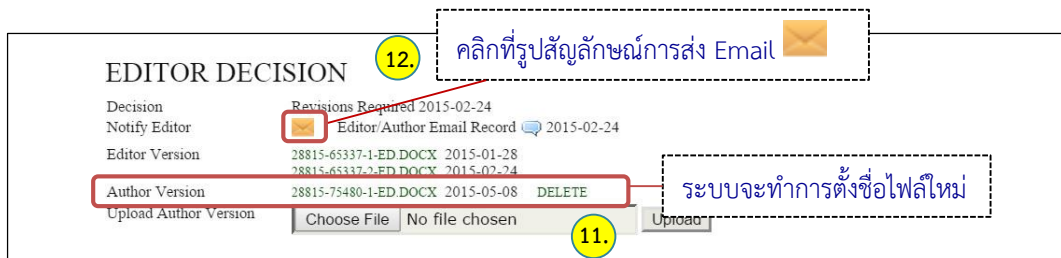 12.
คลิกที่รูปสัญลักษณ์การส่ง Email
EDITOR DECISION
Decision Revisions Required 2015-02-24
Notify Editor Editor/Author Email Record 2015-02-24
Editor Version 28815-65337-1-ED.DOCX 2015-01-28
28815-65337-2-ED.DOCX 2015-02-24
Author Version 28815-75480-1-ED.DOCX 2015-05-08 DELETE
ระบบจะทำการตั้งชื่อไฟล์ใหม่
Upload Author Version Choose File No file chosen Upload
11.